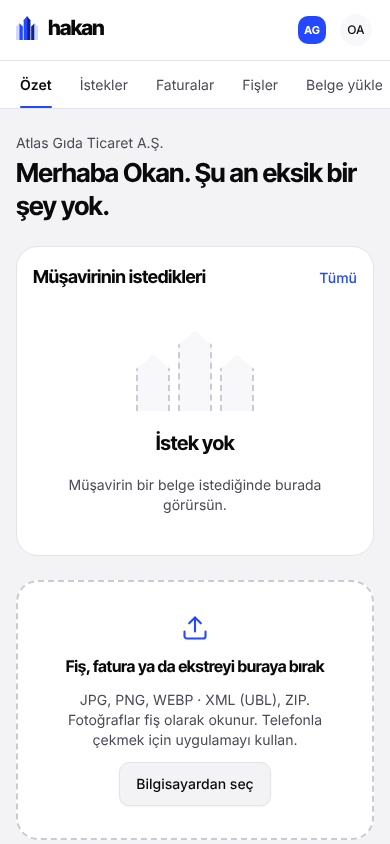 hakan
AG
OA
Özet
İstekler
Faturalar
Fişler
Belge yükle
Atlas Gıda Ticaret A.Ş.
Merhaba Okan. Şu an eksik bir
şey yok.
Müşavirinin istedikleri
Tümü
İstek yok
Müşavirin bir belge istediğinde burada
görürsün.
Fiş, fatura ya da ekstreyi buraya bırak
JPG, PNG, WEBP · XML (UBL), ZIP.
Fotoğraflar fiş olarak okunur. Telefonla
çekmek için uygulamayı kullan.
Bilgisayardan seç